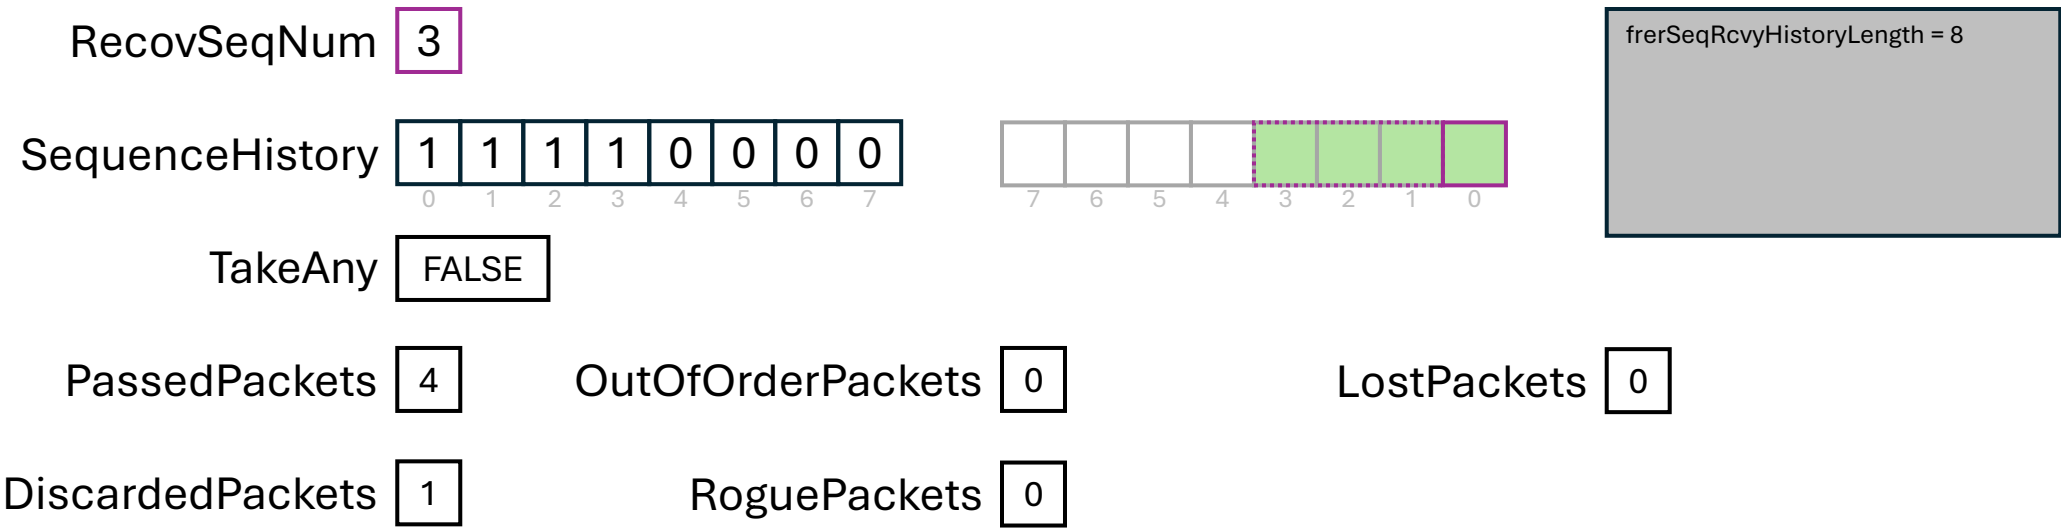 RecovSeqNum 3 frerSeqRcvyHistoryLength = 8
SequenceHistory 1 1 1 1 0 0 0 0
0 1 2 3 4 5 6 7 7 6 5 4 3 2 1 0
TakeAny FALSE
PassedPackets 4 OutOfOrderPackets 0 LostPackets 0
DiscardedPackets 1 RoguePackets 0